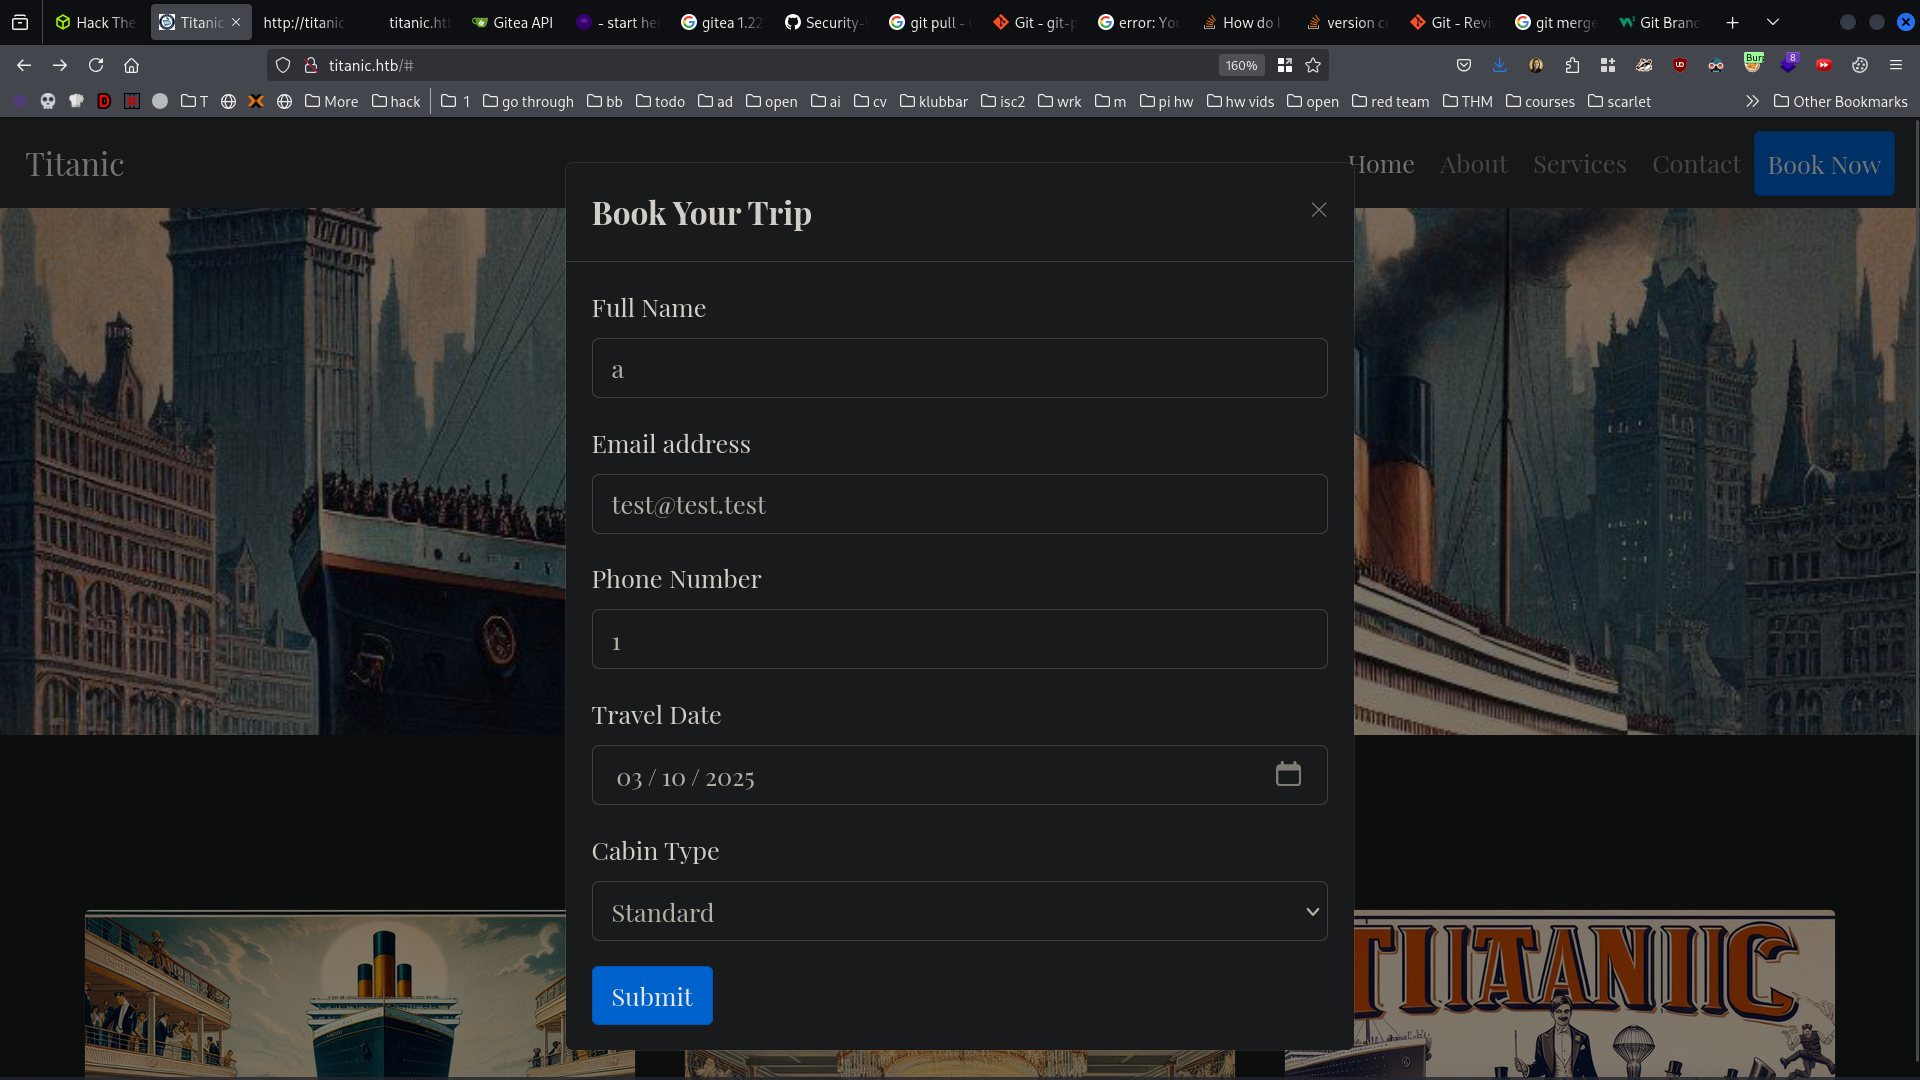 Hack The
Titanic
http://titanic
titanic.ht
Gitea API
- start he
gitea 1.22
Security-
git pull -
Git - git-p
error: You
How do I
version co
Git - Revi
git merge
Git Branc
titanic.htb/#
160%
Burp
8
T
More
hack
1
go through
bb
todo
ad
open
ai
cv
klubbar
isc2
wrk
m
pi hw
hw vids
open
red team
THM
courses
scarlet
Other Bookmarks
Titanic
Home
About
Services
Contact
Book Now
Book Your Trip
Full Name
a
Email address
test@test.test
Phone Number
1
Travel Date
03 / 10 / 2025
Cabin Type
Standard
Submit
TITANIC